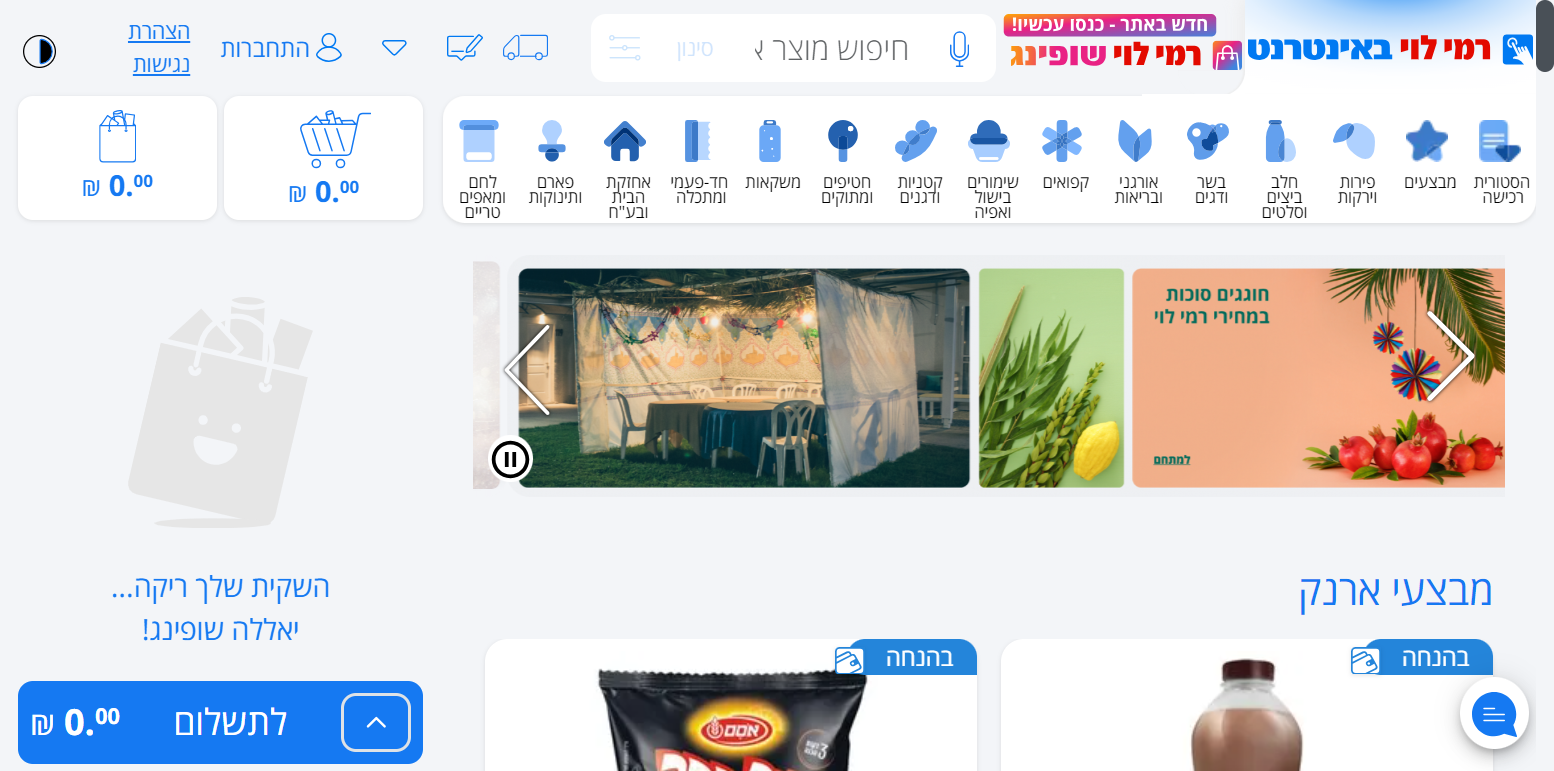 רמי לוי באינטרנט
חדש באתר - כנסו עכשיו!
רמי לוי שופינג
חיפוש מוצר א
סינון
התחברות
הצהרת
נגישות
הסטורית
רכישה
מבצעים
פירות
וירקות
חלב
ביצים
וסלטים
בשר
ודגים
אורגני
ובריאות
קפואים
שימורים
בישול
ואפיה
קטניות
ודגנים
חטיפים
ומתוקים
משקאות
חד-פעמי
ומתכלה
אחזקת
הבית
ובע"ח
פארם
ותינוקות
לחם
ומאפים
טריים
0.00 ₪
0.00 ₪
חוגגים סוכות
במחירי רמי לוי
למתחם
השקית שלך ריקה...
יאללה שופינג!
מבצעי ארנק
בהנחה
בהנחה
אסם
לתשלום
0.00 ₪